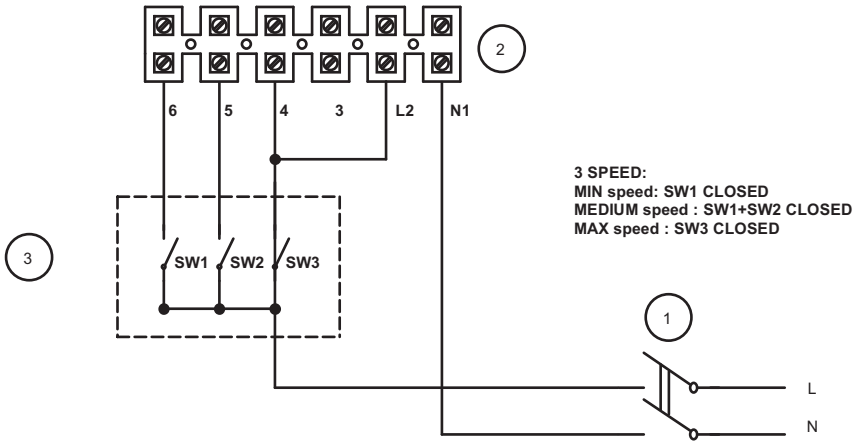 2
6 5 4 3 L2 N1
3 SPEED:
MIN speed: SW1 CLOSED
MEDIUM speed : SW1+SW2 CLOSED
MAX speed : SW3 CLOSED
3
SW1 SW2 SW3
1
L
N